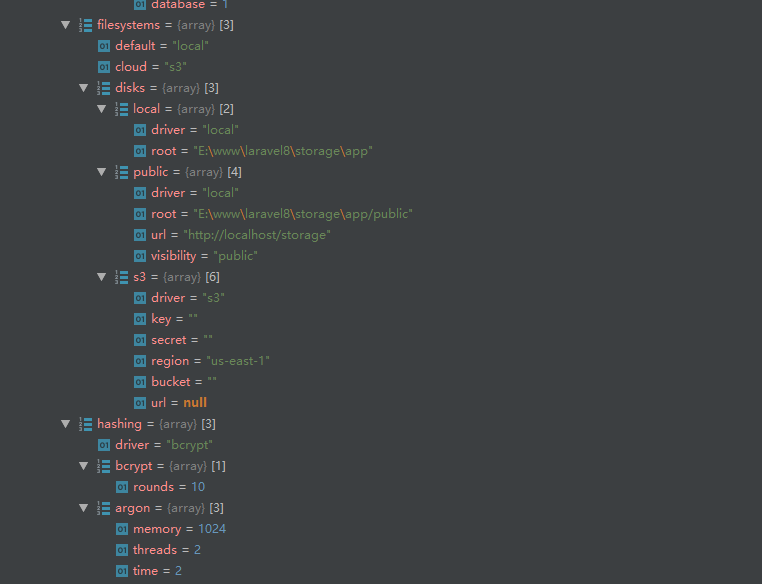 database = 1
filesystems = {array} [3]
default = "local"
cloud = "s3"
disks = {array} [3]
local = {array} [2]
driver = "local"
root = "E:\www\laravel8\storage\app"
public = {array} [4]
driver = "local"
root = "E:\www\laravel8\storage\app/public"
url = "http://localhost/storage"
visibility = "public"
s3 = {array} [6]
driver = "s3"
key = ""
secret = ""
region = "us-east-1"
bucket = ""
url = null
hashing = {array} [3]
driver = "bcrypt"
bcrypt = {array} [1]
rounds = 10
argon = {array} [3]
memory = 1024
threads = 2
time = 2